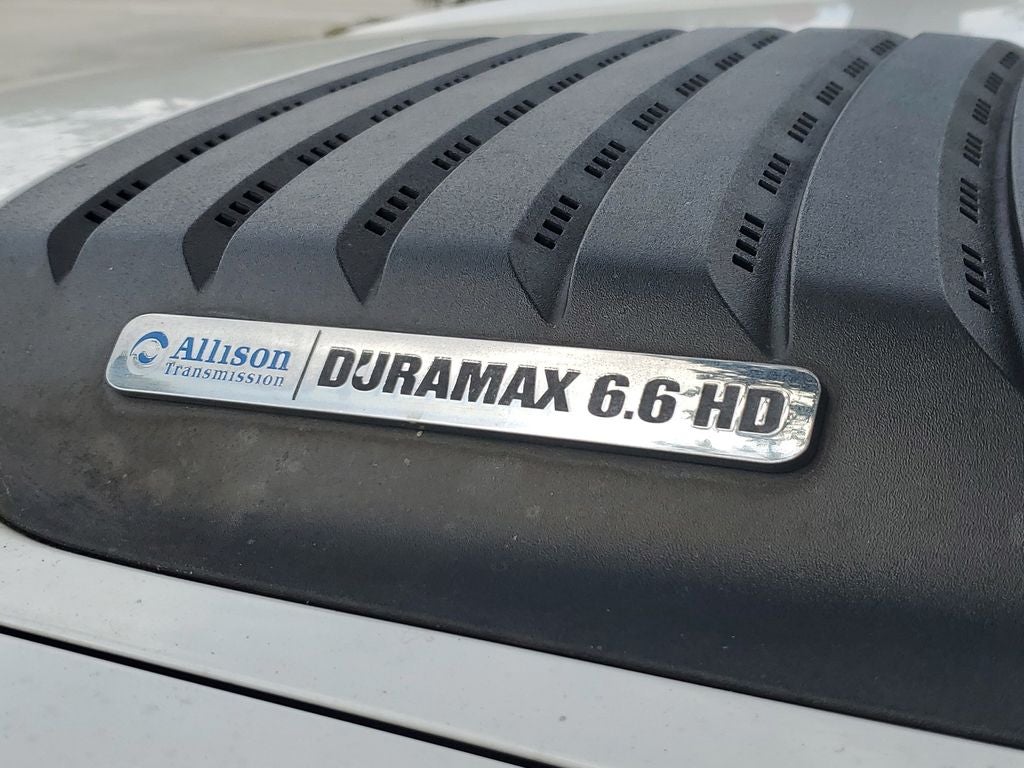 Allison
Transmission
DURAMAX 6.6 HD